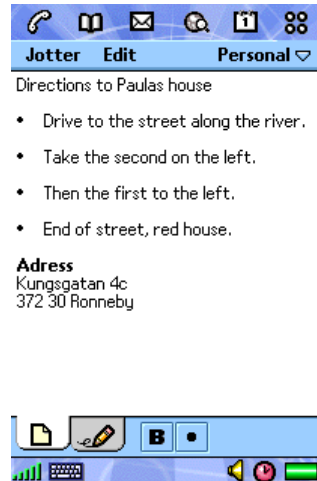 1
Jotter Edit Personal
Directions to Paulas house
• Drive to the street along the river.
• Take the second on the left.
• Then the first to the left.
• End of street, red house.
Adress
Kungsgatan 4c
372 30 Ronneby
B •